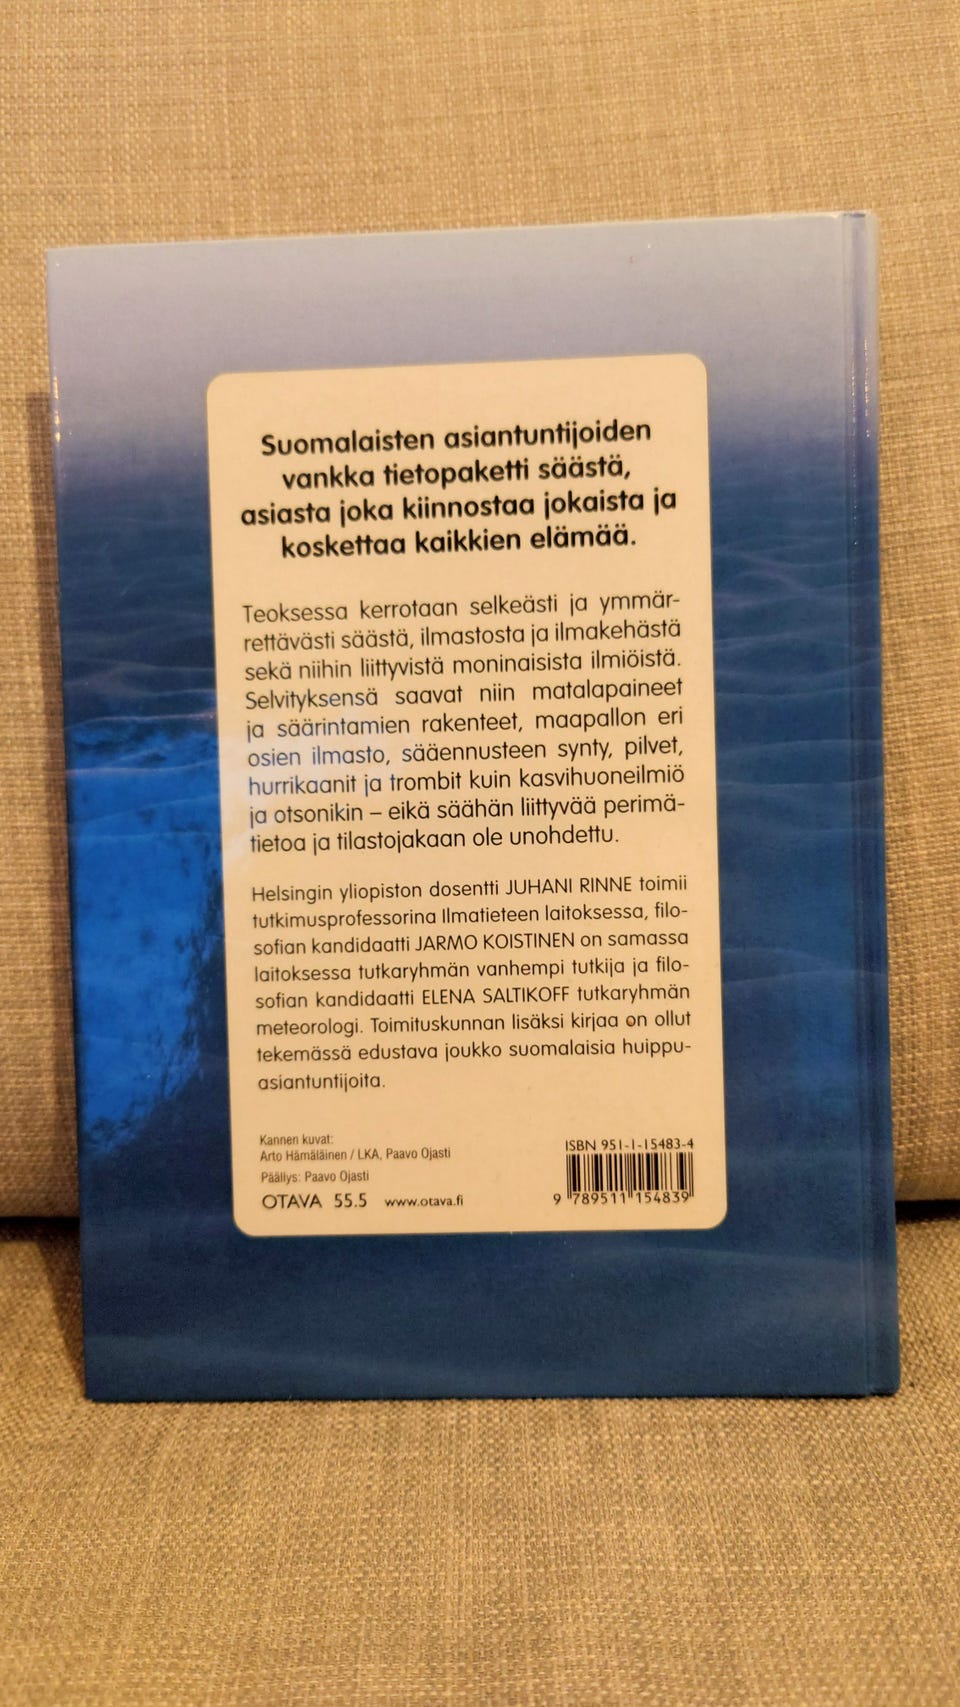 Suomalaisten asiantuntijoiden
vankka tietopaketti säästä,
asiasta joka kiinnostaa jokaista ja
koskettaa kaikkien elämää.
Teoksessa kerrotaan selkeästi ja ymmär-
rettävästi säästä, ilmastosta ja ilmakehästä
sekä niihin liittyvistä moninaisista ilmiöistä.
Selvityksensä saavat niin matalapaineet
ja säärintamien rakenteet, maapallon eri
osien ilmasto, sääennusteen synty, pilvet,
hurrikaanit ja trombit kuin kasvihuoneilmiö
ja otsonikin – eikä säähän liittyvää perimä-
tietoa ja tilastojakaan ole unohdettu.
Helsingin yliopiston dosentti JUHANI RINNE toimii
tutkimusprofessorina Ilmatieteen laitoksessa, filo-
sofian kandidaatti JARMO KOISTINEN on samassa
laitoksessa tutkaryhmän vanhempi tutkija ja filo-
sofian kandidaatti ELENA SALTIKOFF tutkaryhmän
meteorologi. Toimituskunnan lisäksi kirjaa on ollut
tekemässä edustava joukko suomalaisia huippu-
asiantuntijoita.
Kannen kuvat:
Arto Hämäläinen / LKA, Paavo Ojasti
Päällys: Paavo Ojasti
OTAVA 55.5 www.otava.fi
ISBN 951-1-15483-4
9 789511 154839